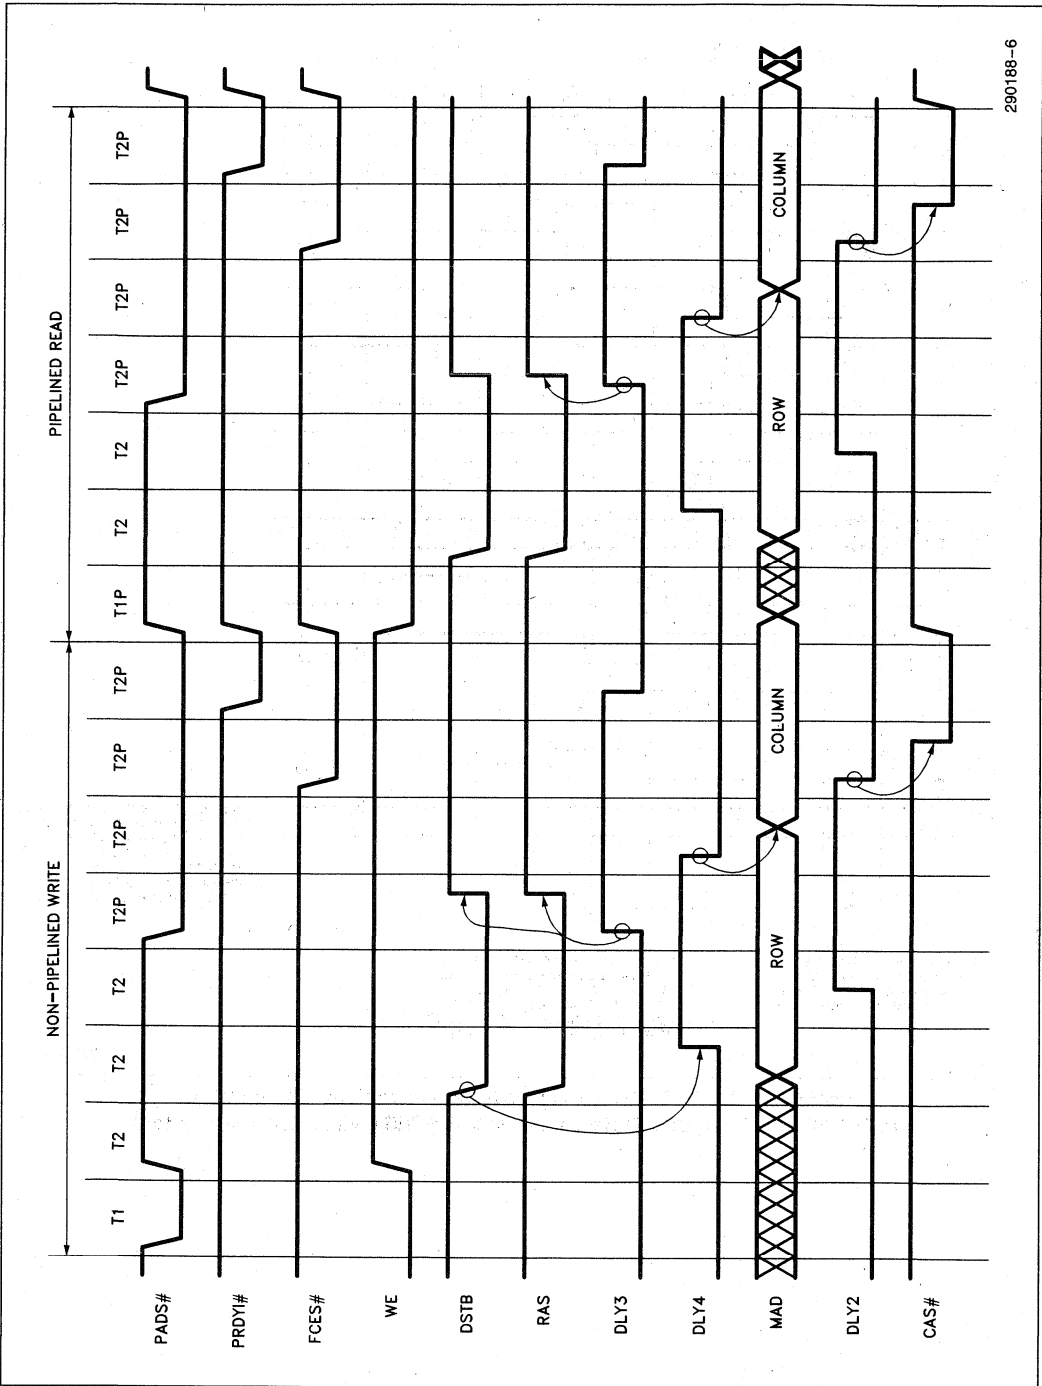 NON-PIPELINED WRITE
PIPELINED READ
T1
T2
T2
T2
T2P
T2P
T2P
T2P
T1P
T2
T2
T2P
T2P
T2P
T2P
PADS#
PRDYI#
FCES#
WE
DSTB
RAS
DLY3
DLY4
MAD
ROW
COLUMN
ROW
COLUMN
DLY2
CAS#
290188-6